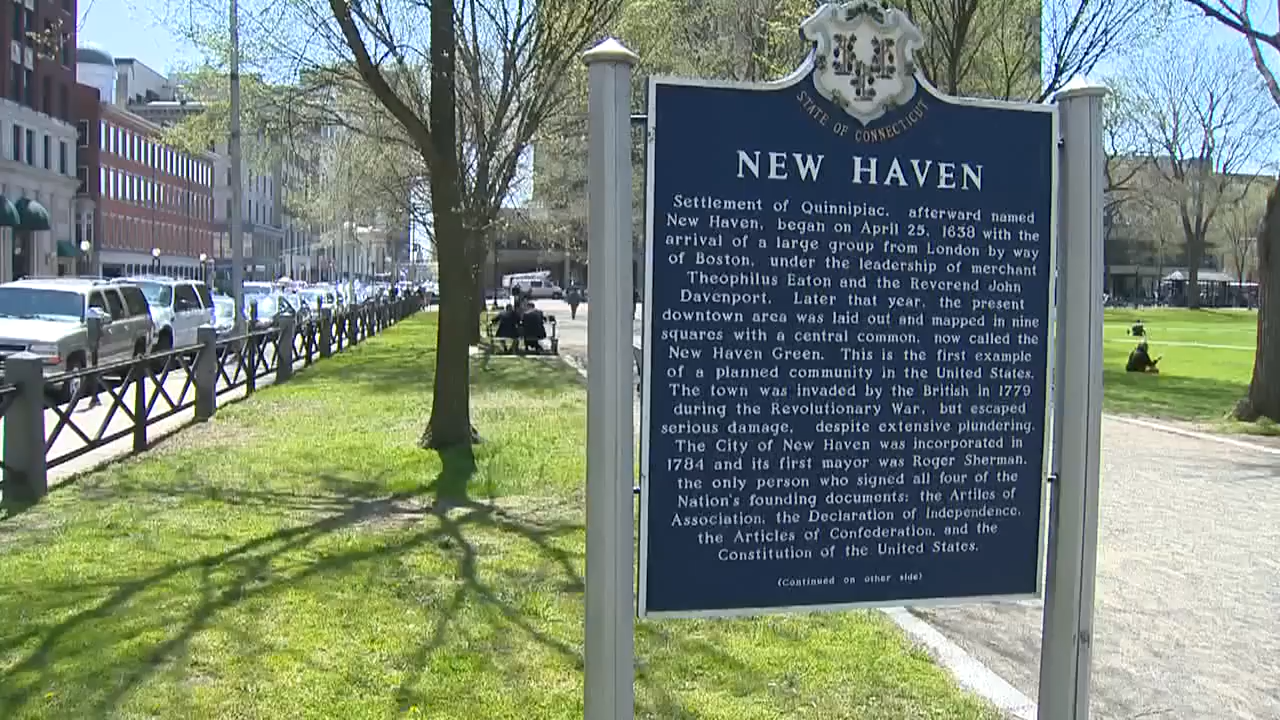 STATE OF CONNECTICUT
NEW HAVEN
Settlement of Quinnipiac, afterward named
New Haven, began on April 25, 1638 with the
arrival of a large group from London by way
of Boston, under the leadership of merchant
Theophilus Eaton and the Reverend John
Davenport. Later that year, the present
downtown area was laid out and mapped in nine
squares with a central common, now called the
New Haven Green. This is the first example
of a planned community in the United States.
The town was invaded by the British in 1779
during the Revolutionary War, but escaped
serious damage, despite extensive plundering.
The City of New Haven was incorporated in
1784 and its first mayor was Roger Sherman,
the only person who signed all four of the
Nation's founding documents: the Artiles of
Association, the Declaration of Independence,
the Articles of Confederation, and the
Constitution of the United States.
(Continued on other side)